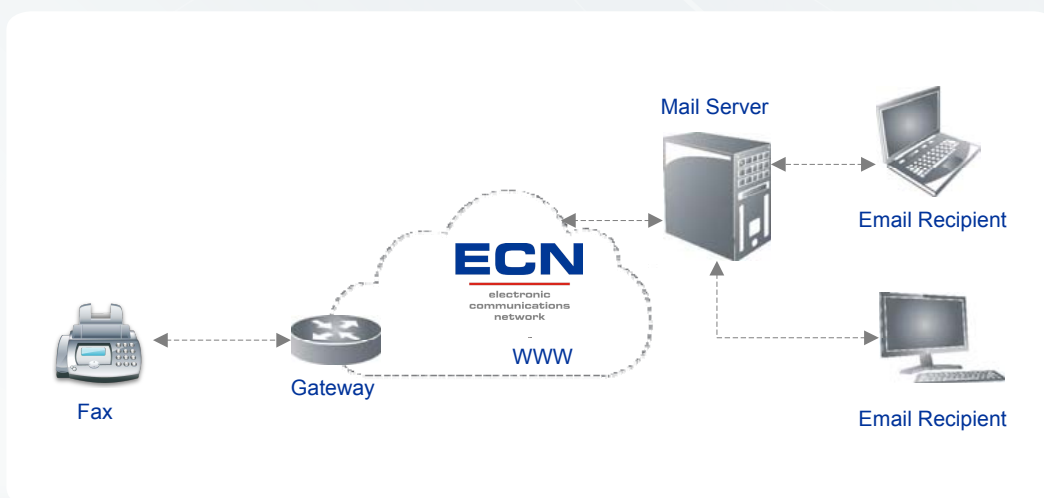 Mail Server
Email Recipient
ECN
electronic
communications
network
-
WWW
Gateway
Fax
Email Recipient